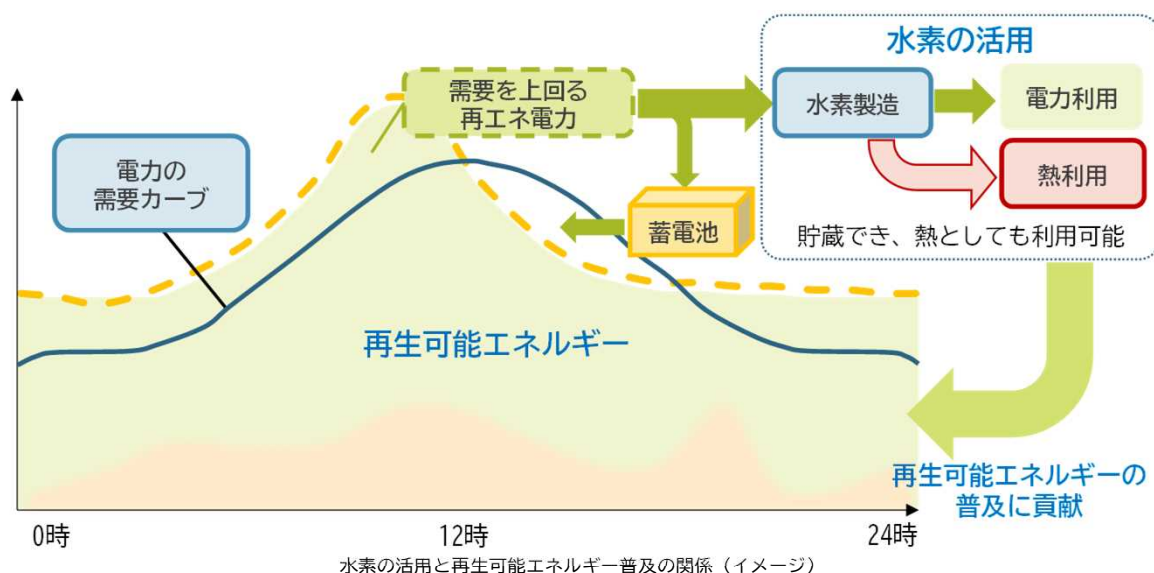 水素の活用
需要を上回る
再エネ電力
水素製造
電力利用
熱利用
電力の
需要カーブ
蓄電池
貯蔵でき、熱としても利用可能
再生可能エネルギー
再生可能エネルギーの
普及に貢献
0時
12時
24時
水素の活用と再生可能エネルギー普及の関係（イメージ）